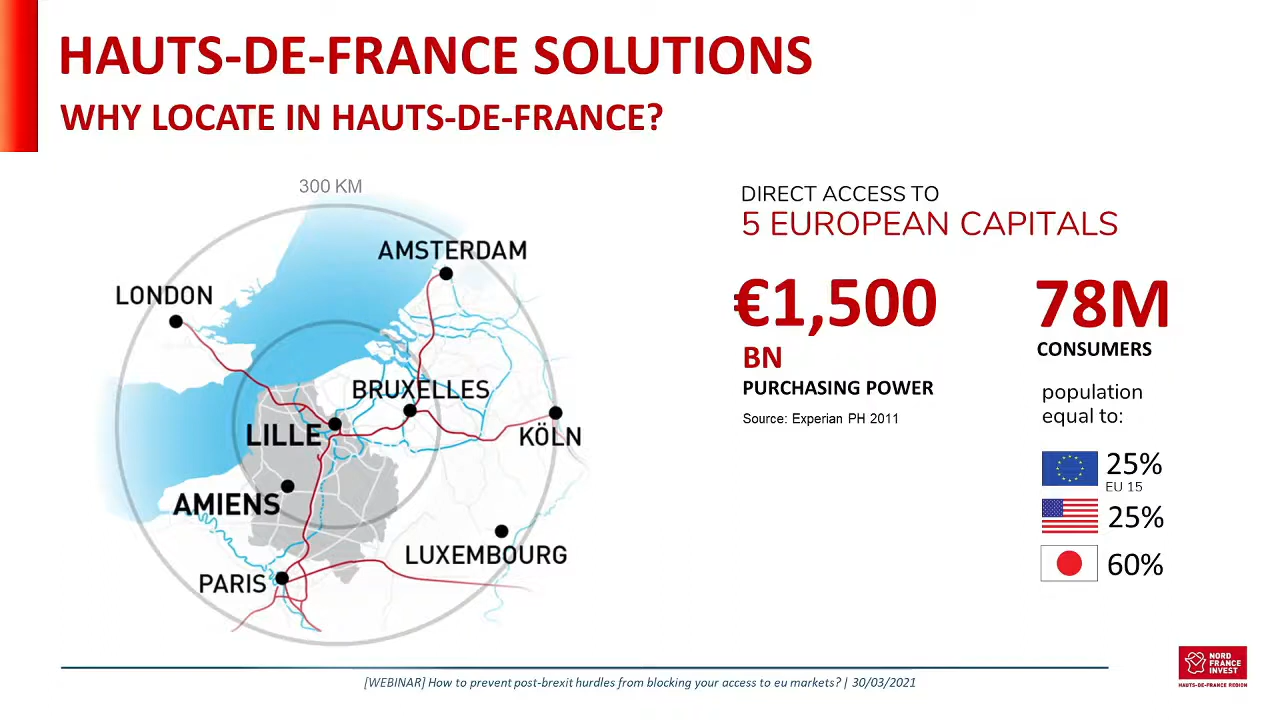 HAUTS-DE-FRANCE SOLUTIONS
WHY LOCATE IN HAUTS-DE-FRANCE?
300 KM
AMSTERDAM
LONDON
BRUXELLES
LILLE
KÖLN
AMIENS
LUXEMBOURG
PARIS
DIRECT ACCESS TO
5 EUROPEAN CAPITALS
€1,500
BN
PURCHASING POWER
Source: Experian PH 2011
78M
CONSUMERS
population
equal to:
25%
EU 15
25%
60%
[WEBINAR] How to prevent post-brexit hurdles from blocking your access to eu markets? | 30/03/2021
NORD
FRANCE
INVEST
HAUTS-DE-FRANCE REGION